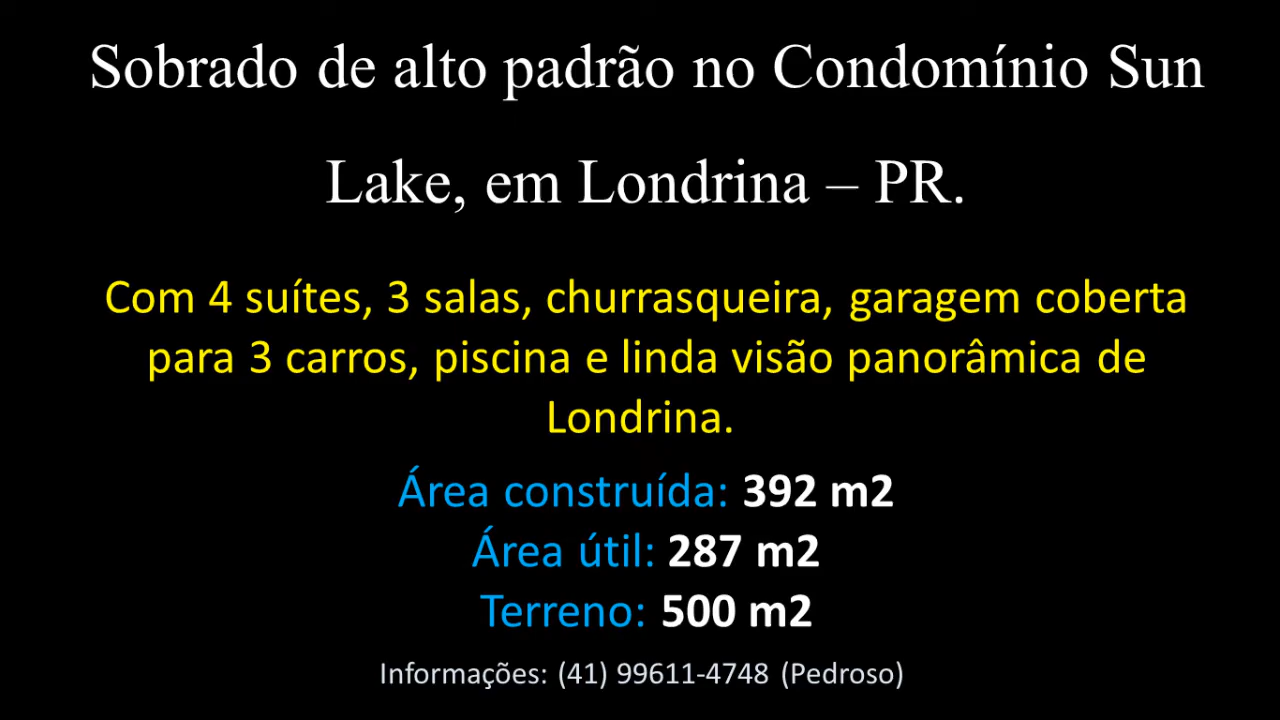 Sobrado de alto padrão no Condomínio Sun
Lake, em Londrina – PR.
Com 4 suítes, 3 salas, churrasqueira, garagem coberta
para 3 carros, piscina e linda visão panorâmica de
Londrina.
Área construída: 392 m2
Área útil: 287 m2
Terreno: 500 m2
Informações: (41) 99611-4748 (Pedroso)